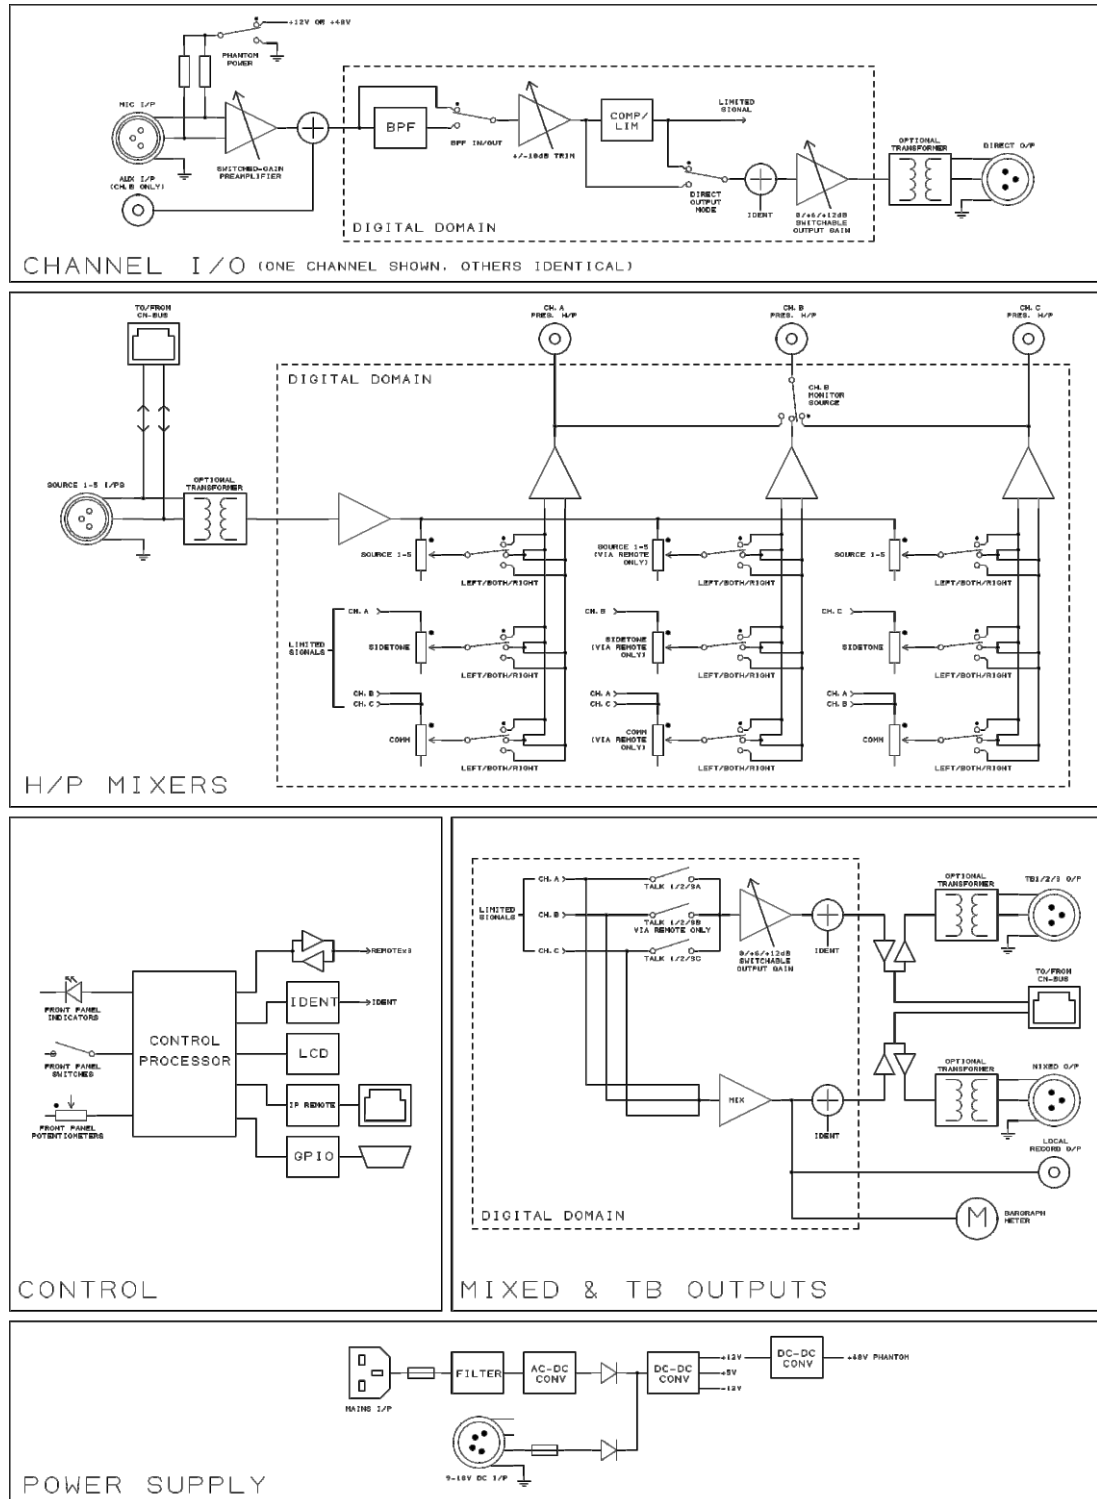 +12V OR +48V
PHANTOM
POWER
MIC I/P
AUX I/P
(CH.B ONLY)
SWITCHED-GAIN
PREAMPLIFIER
BPF
BPF IN/OUT
+/-18dB TRIM
COMP/
LIM
LIMITED
SIGNAL
DIRECT
OUTPUT
MODE
IDENT
0/+6/+12dB
SWITCHABLE
OUTPUT GAIN
OPTIONAL
TRANSFORMER
DIRECT O/P
DIGITAL DOMAIN
CHANNEL I/O (ONE CHANNEL SHOWN, OTHERS IDENTICAL)
TO/FROM
CN-BUS
CH. A
PRES. H/P
CH. B
PRES. H/P
CH. C
PRES. H/P
DIGITAL DOMAIN
CH. B
MONITOR
SOURCE
SOURCE 1-5 I/PS
OPTIONAL
TRANSFORMER
SOURCE 1-5
LEFT/BOTH/RIGHT
SOURCE 1-5
(VIA REMOTE
ONLY)
LEFT/BOTH/RIGHT
SOURCE 1-5
LEFT/BOTH/RIGHT
LIMITED
SIGNALS
CH. A
SIDETONE
LEFT/BOTH/RIGHT
CH. B
SIDETONE
(VIA REMOTE
ONLY)
LEFT/BOTH/RIGHT
CH. C
SIDETONE
LEFT/BOTH/RIGHT
CH. B
CH. C
COMM
LEFT/BOTH/RIGHT
CH. A
CH. C
COMM
(VIA REMOTE
ONLY)
LEFT/BOTH/RIGHT
CH. A
CH. B
COMM
LEFT/BOTH/RIGHT
H/P MIXERS
FRONT PANEL
INDICATORS
FRONT PANEL
SWITCHES
FRONT PANEL
POTENTIOMETERS
CONTROL
PROCESSOR
REMOTExS
IDENT
IDENT
LCD
IP REMOTE
GPIO
CONTROL
LIMITED
SIGNALS
CH. A
CH. B
CH. C
TALK 1/2/3A
TALK 1/2/3B
VIA REMOTE ONLY
TALK 1/2/3C
0/+6/+12dB
SWITCHABLE
OUTPUT GAIN
IDENT
OPTIONAL
TRANSFORMER
TB1/2/3 O/P
TO/FROM
CN-BUS
MIX
IDENT
OPTIONAL
TRANSFORMER
MIXED O/P
LOCAL
RECORD O/P
M
BARGRAPH
METER
DIGITAL DOMAIN
MIXED & TB OUTPUTS
MAINS I/P
FILTER
AC-DC
CONV
DC-DC
CONV
+12V
+5V
-12V
DC-DC
CONV
+48V PHANTOM
9-18V DC I/P
POWER SUPPLY